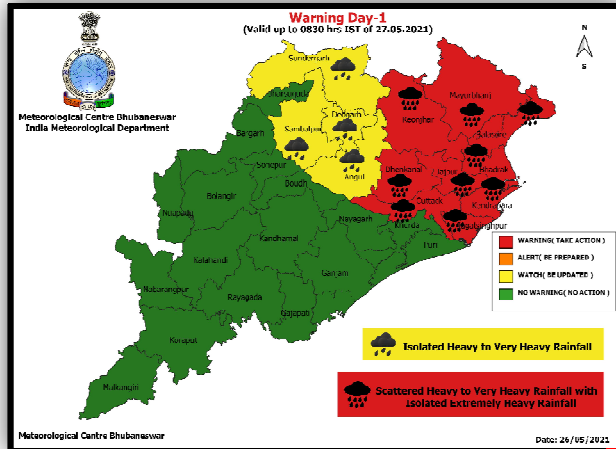 Warning Day-1
(Valid up to 0830 hrs IST of 27.05.2021)
N
S
Meteorological Centre Bhubaneswar
India Meteorological Department
Sundergarh
Jharsuguda
Deogarh
Sambalpur
Bargarh
Keonjhar
Mayurbhanj
Balasore
Sonepur
Boudh
Angul
Dhenkanal
Jajpur
Bhadrak
Bolangir
Nuapada
Cuttack
Kendrapara
Jagatsinghpur
Nayagarh
Khorda
Puri
Kandhamal
Kalahandi
Ganjam
Nabarangpur
Rayagada
Gajapati
Koraput
Malkangiri
WARNING( TAKE ACTION )
ALERT( BE PREPARED )
WATCH( BE UPDATED )
NO WARNING( NO ACTION )
Isolated Heavy to Very Heavy Rainfall
Scattered Heavy to Very Heavy Rainfall with
Isolated Extremely Heavy Rainfall
Meteorological Centre Bhubaneswar
Date: 26/05/2021